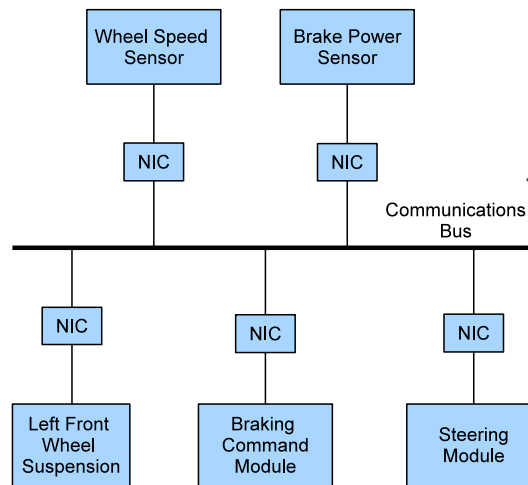 Wheel Speed
Sensor
Brake Power
Sensor
NIC
NIC
Communications
Bus
NIC
NIC
NIC
Left Front
Wheel
Suspension
Braking
Command
Module
Steering
Module